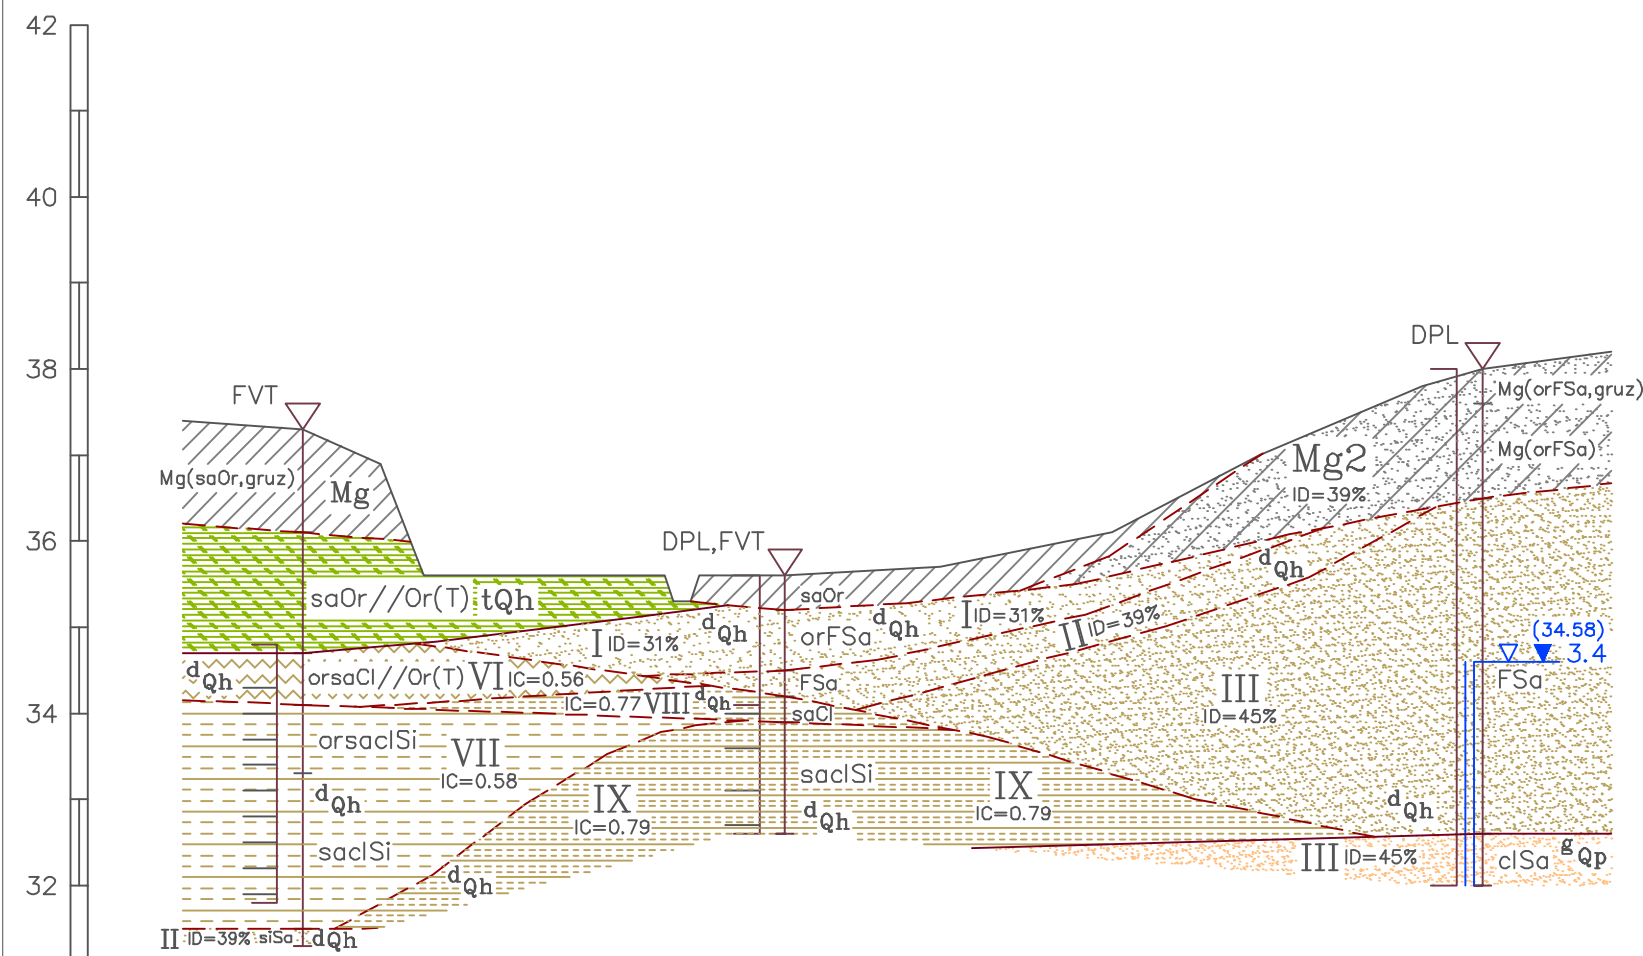 42
40
38
36
34
32
DPL
FVT
Mg(orFSa,gruz)
Mg(saOr,gruz)
Mg
Mg2
ID=39%
Mg(orFSa)
DPL,FVT
saOr//Or(T)
tQh
saOr
dQh
I ID=31%
dQh
orFSa
dQh
I ID=31%
II ID=39%
dQh
(34.58)
3.4
dQh
orsaCl//Or(T)
VI IC=0.56
FSa
III
ID=45%
FSa
IC=0.77 VIII
dQh
saCl
orsaclSi
VII
IC=0.58
dQh
saclSi
IX
IC=0.79
saclSi
dQh
IX
IC=0.79
dQh
dQh
III ID=45%
clSa
gQp
II ID=39% siSa dQh